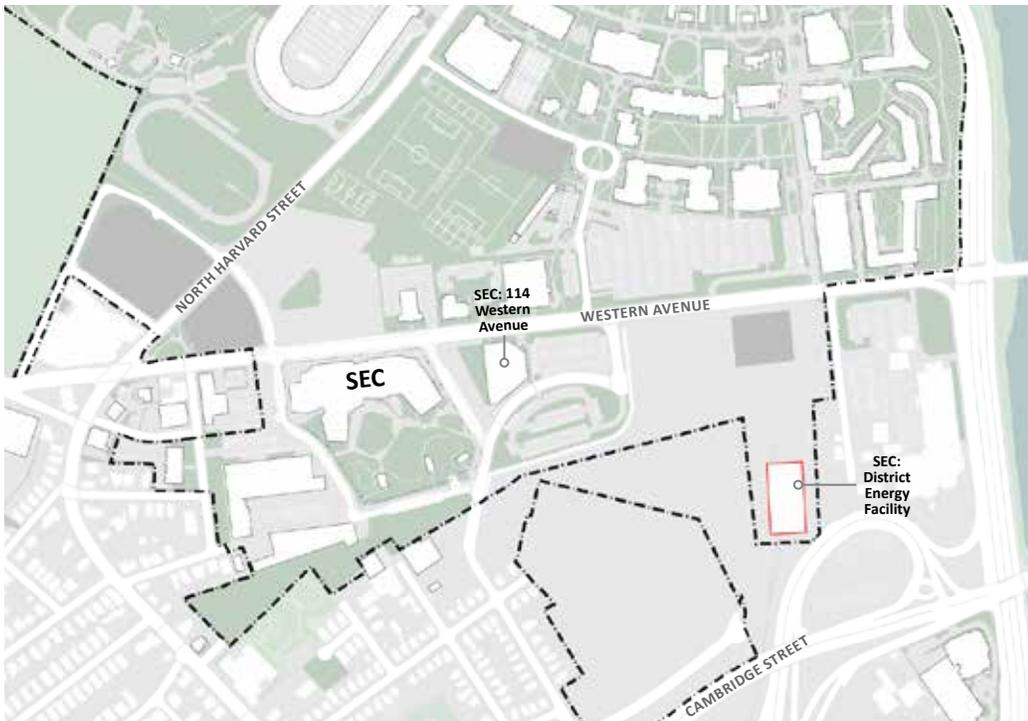 NORTH HARVARD STREET
SEC: 114
Western
Avenue
WESTERN AVENUE
SEC
SEC:
District
Energy
Facility
CAMBRIDGE STREET